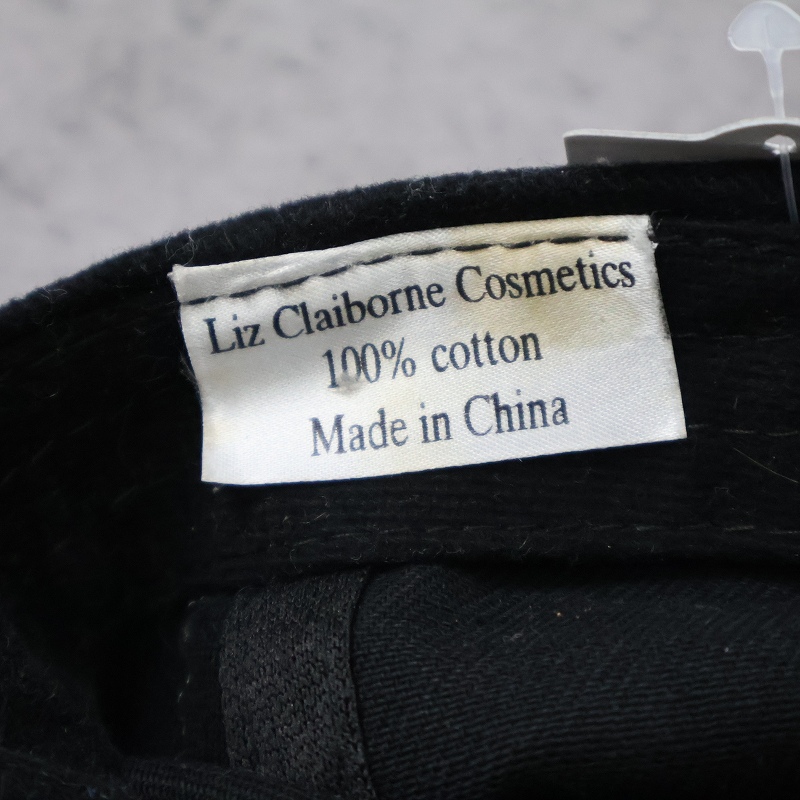 Liz Claiborne Cosmetics
100% cotton
Made in China